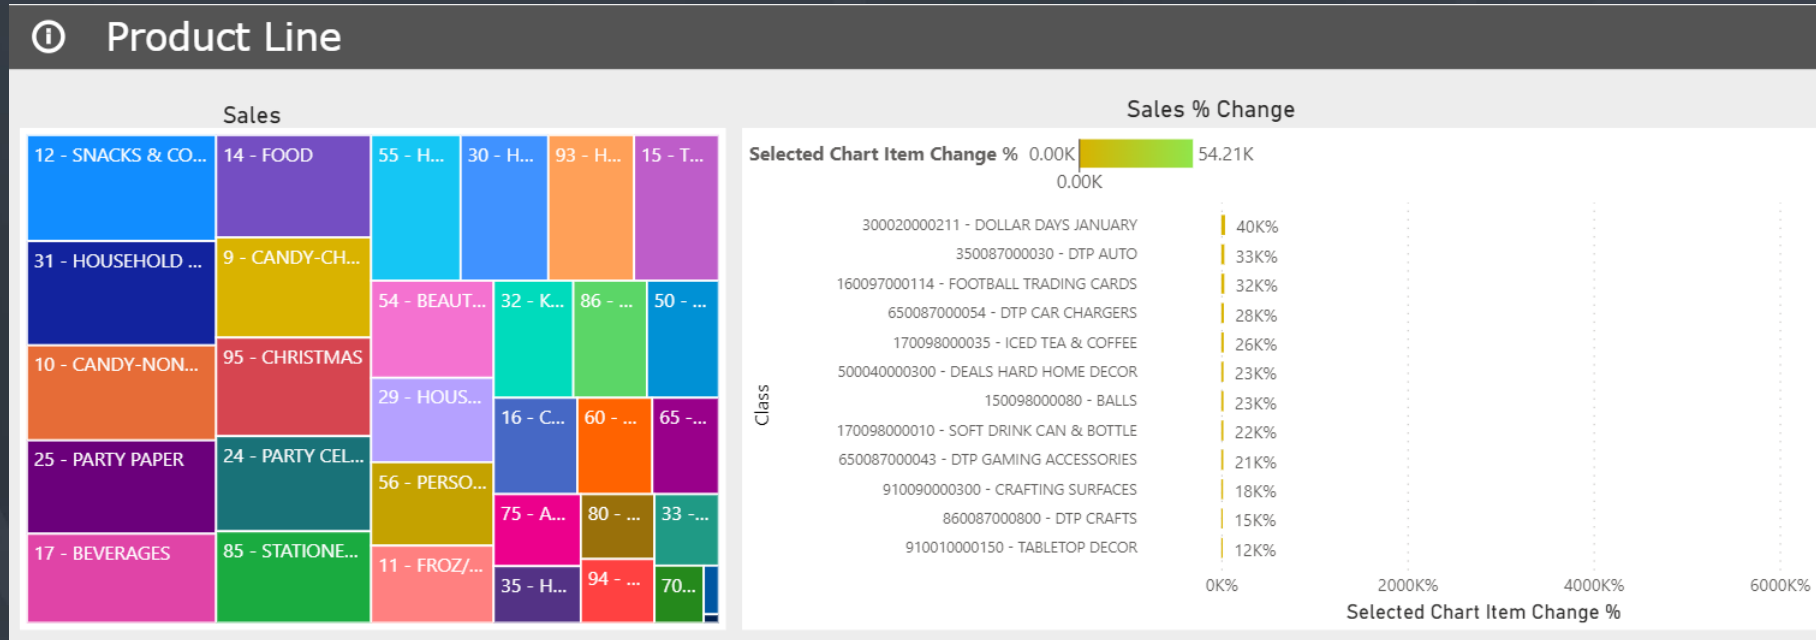 Product Line
Sales
12 - SNACKS & CO...
31 - HOUSEHOLD ...
10 - CANDY-NON...
25 - PARTY PAPER
17 - BEVERAGES
14 - FOOD
9 - CANDY-CH...
95 - CHRISTMAS
24 - PARTY CEL...
85 - STATIONE...
55 - H...
30 - H...
93 - H...
15 - T...
54 - BEAUT...
29 - HOUS...
56 - PERSO...
11 - FROZ/...
32 - K...
86 - ...
50 - ...
16 - C...
60 - ...
65 -...
75 - A...
80 - ...
33 -...
35 - H...
94 - ...
70...
Sales % Change
Selected Chart Item Change % 0.00K 54.21K
0.00K
Class
300020000211 - DOLLAR DAYS JANUARY 40K%
350087000030 - DTP AUTO 33K%
160097000114 - FOOTBALL TRADING CARDS 32K%
650087000054 - DTP CAR CHARGERS 28K%
170098000035 - ICED TEA & COFFEE 26K%
500040000300 - DEALS HARD HOME DECOR 23K%
150098000080 - BALLS 23K%
170098000010 - SOFT DRINK CAN & BOTTLE 22K%
650087000043 - DTP GAMING ACCESSORIES 21K%
910090000300 - CRAFTING SURFACES 18K%
860087000800 - DTP CRAFTS 15K%
910010000150 - TABLETOP DECOR 12K%
0K% 2000K% 4000K% 6000K%
Selected Chart Item Change %